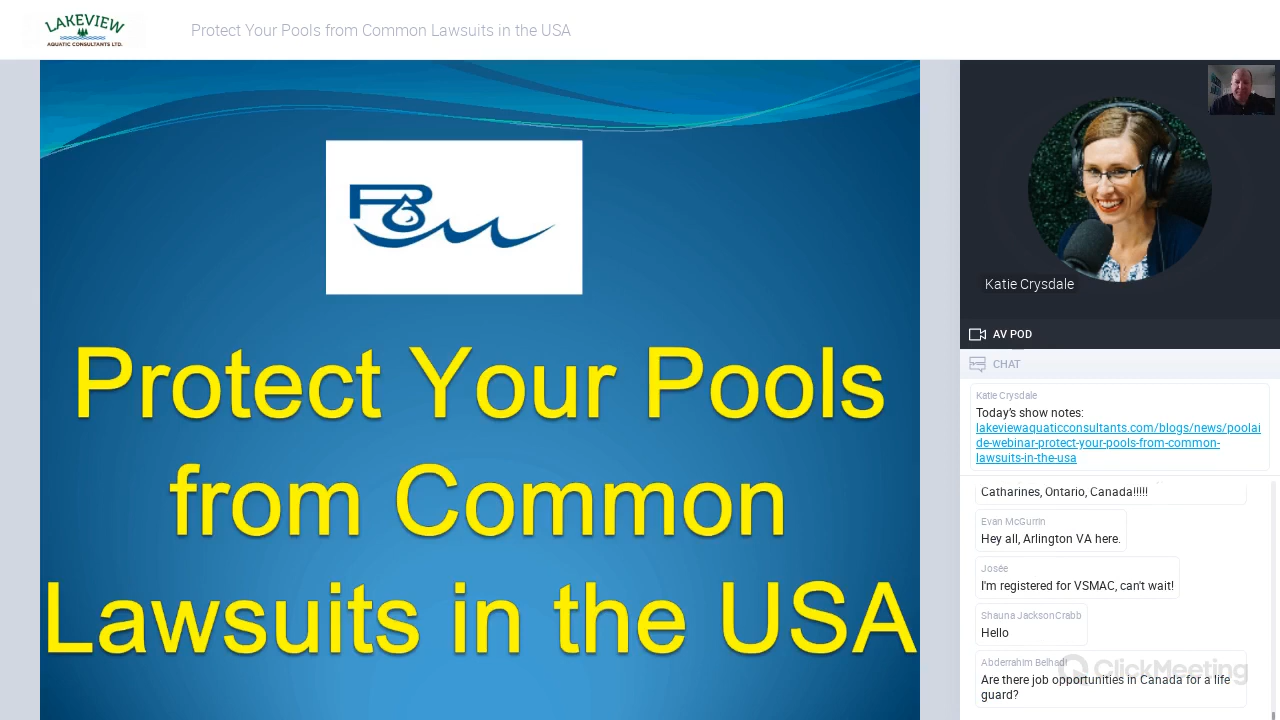 LAKEVIEW
AQUATIC CONSULTANTS LTD.
Protect Your Pools from Common Lawsuits in the USA
Protect Your Pools
from Common
Lawsuits in the USA
Katie Crysdale
AV POD
CHAT
Katie Crysdale
Today's show notes:
lakeviewaquaticconsultants.com/blogs/news/poolai
de-webinar-protect-your-pools-from-common-
lawsuits-in-the-usa
Catharines, Ontario, Canada!!!!!
Evan McGurrin
Hey all, Arlington VA here.
Josée
I'm registered for VSMAC, can't wait!
Shauna JacksonCrabb
Hello
Abderrahim Belhadj
ClickMeeting
Are there job opportunities in Canada for a life
guard?